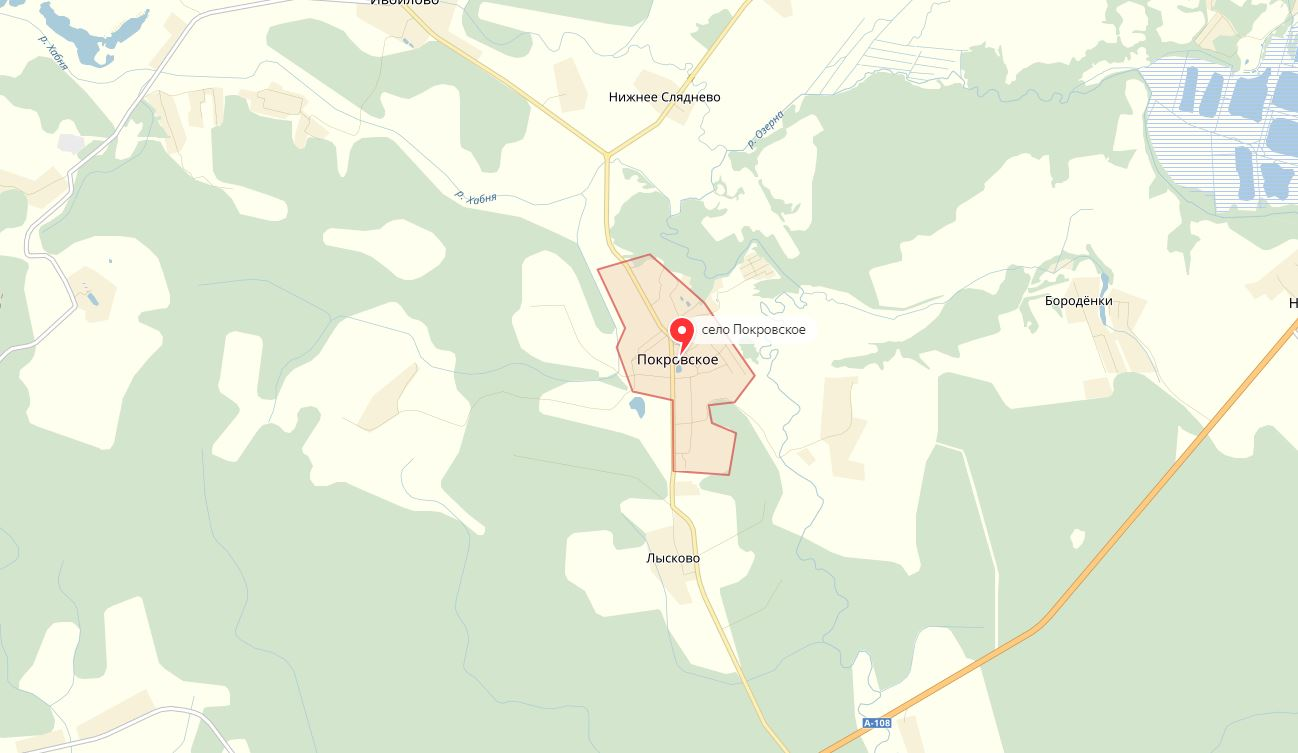 Ивойлово
р. Хабня
Нижнее Сляднево
р. Озерна
р. Хабня
Бородёнки
Н
село Покровское
Покровское
Лысково
А-108